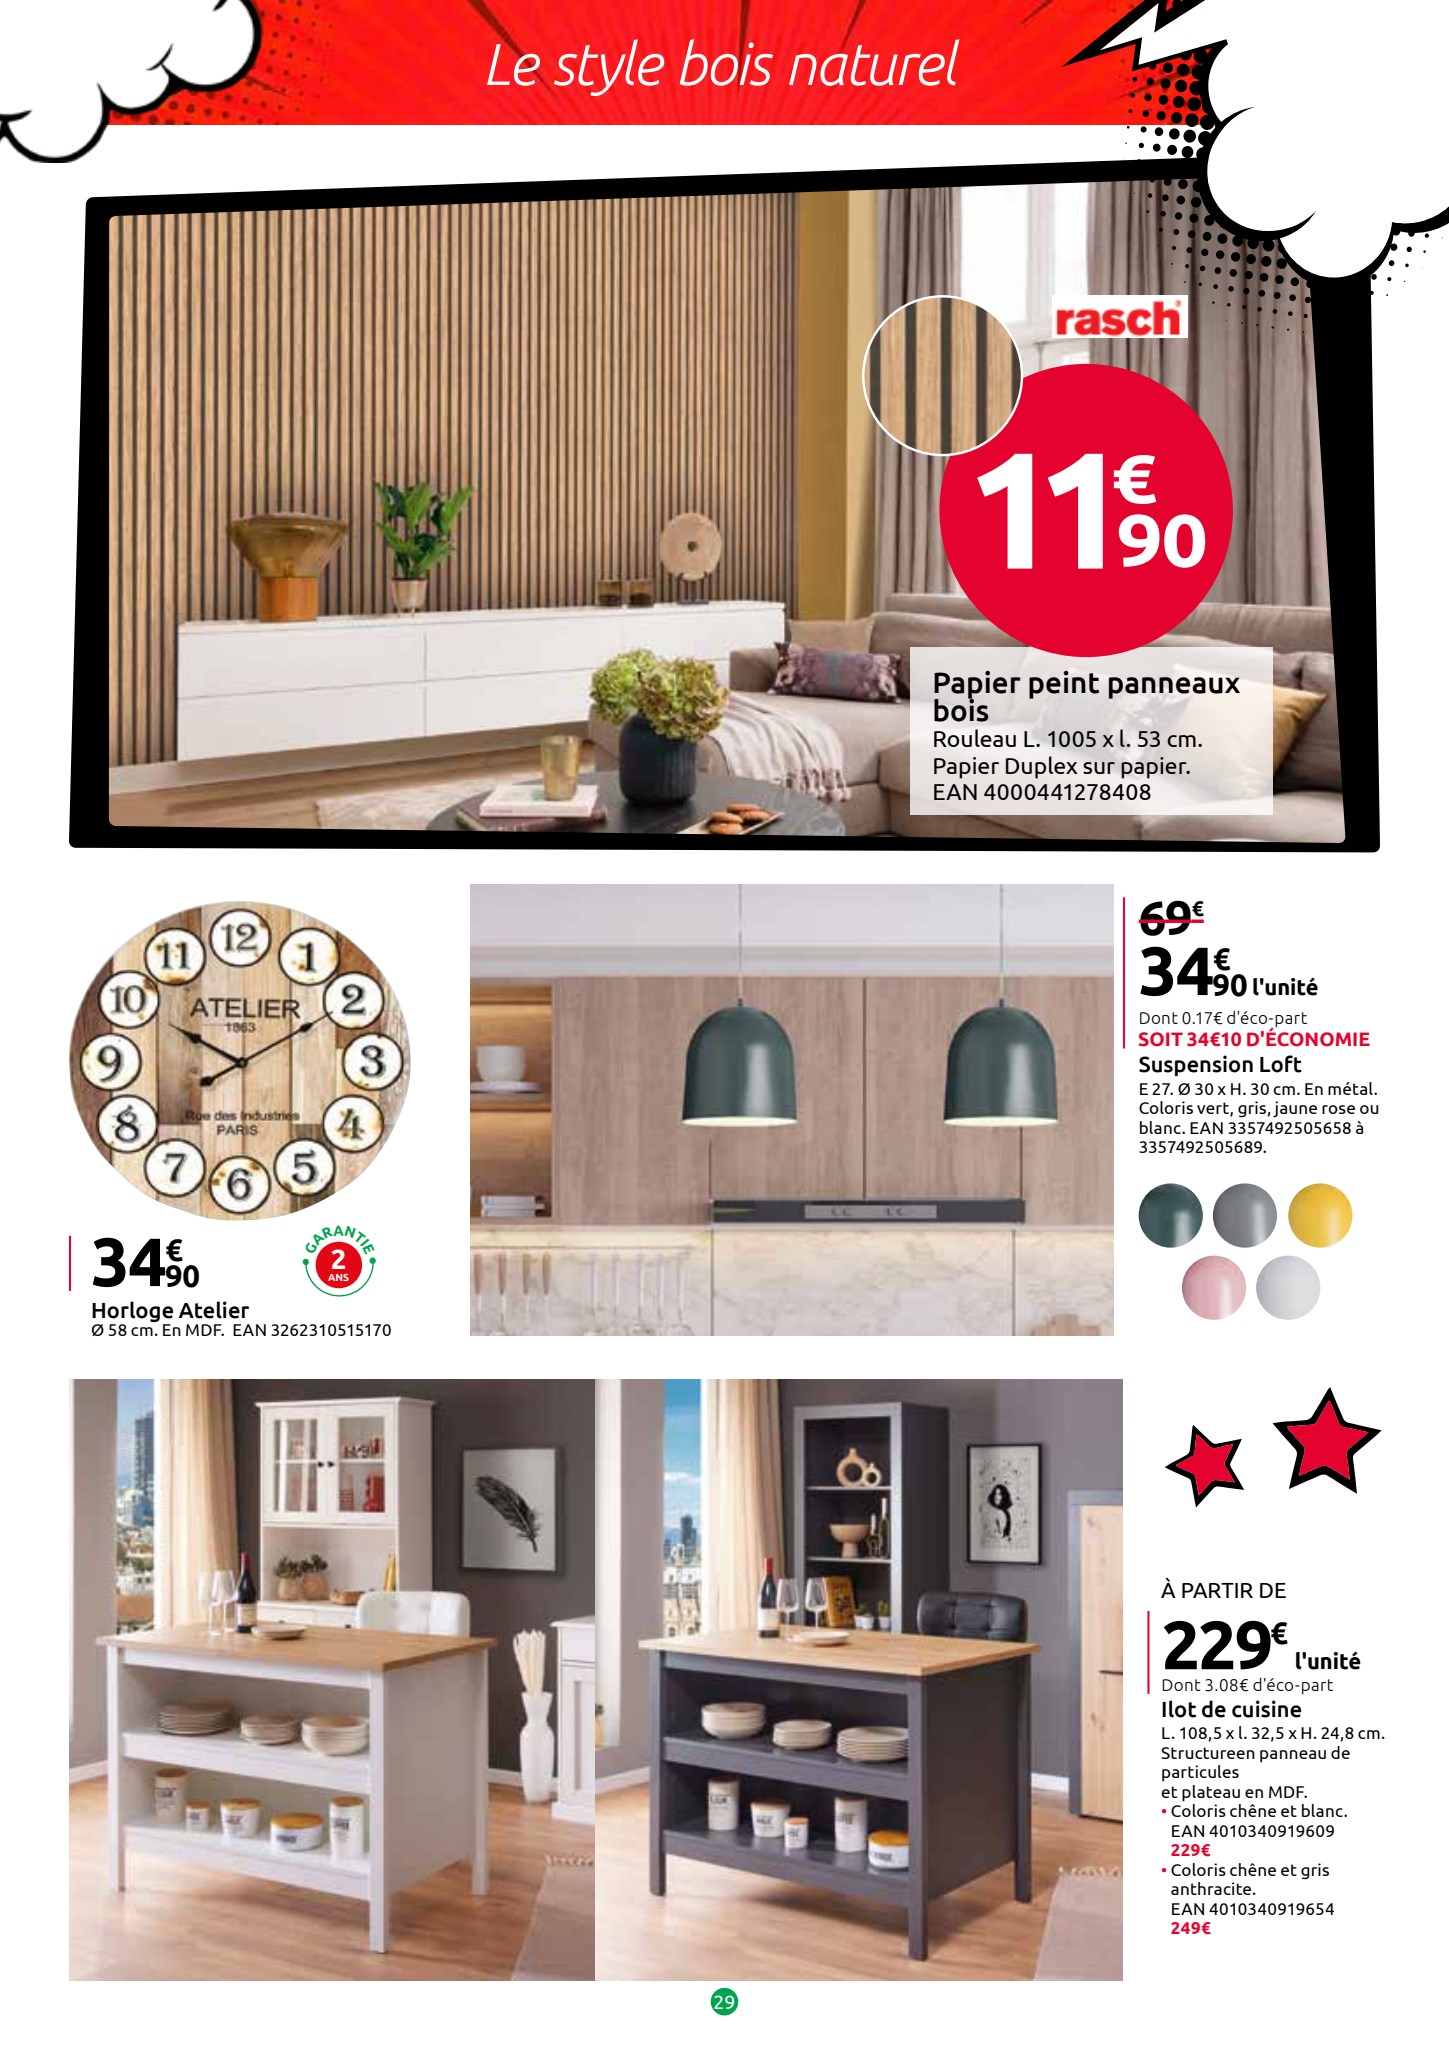 Le style bois naturel
rasch
11€90
Papier peint panneaux
bois
Rouleau L. 1005 x l. 53 cm.
Papier Duplex sur papier.
EAN 4000441278408
12
11
1
10
2
ATELIER
1863
9
3
Rue des Industries
PARIS
8
4
7
5
6
34€90
GARANTIE
2
ANS
Horloge Atelier
Ø 58 cm. En MDF.  EAN 3262310515170
69€
34€90 l'unité
Dont 0.17€ d'éco-part
SOIT 34€10 D'ÉCONOMIE
Suspension Loft
E 27. Ø 30 x H. 30 cm. En métal.
Coloris vert, gris, jaune rose ou
blanc. EAN 3357492505658 à
3357492505689.
À PARTIR DE
229€ l'unité
Dont 3.08€ d'éco-part
Ilot de cuisine
L. 108,5 x l. 32,5 x H. 24,8 cm.
Structureen panneau de
particules
et plateau en MDF.
• Coloris chêne et blanc.
EAN 4010340919609
229€
• Coloris chêne et gris
anthracite.
EAN 4010340919654
249€
29